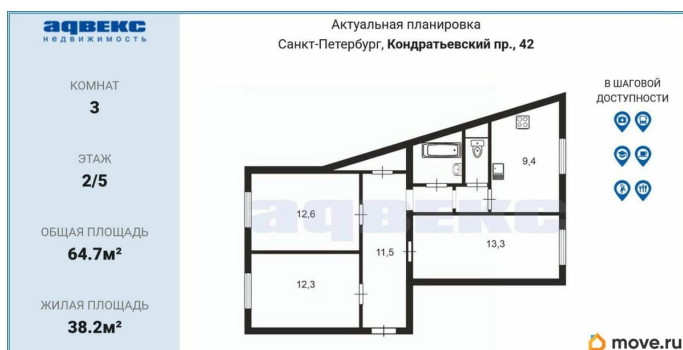 адвекс
недвижимость
КОМНАТ
3
ЭТАЖ
2/5
ОБЩАЯ ПЛОЩАДЬ
64.7м²
ЖИЛАЯ ПЛОЩАДЬ
38.2м²
Актуальная планировка
Санкт-Петербург, Кондратьевский пр., 42
В ШАГОВОЙ
ДОСТУПНОСТИ
9,4
12,6
адвекс
11,5
13,3
12,3
move.ru